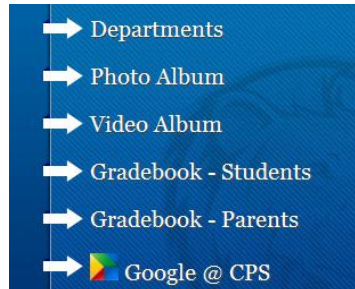 Departments
Photo Album
Video Album
Gradebook - Students
Gradebook - Parents
Google @ CPS